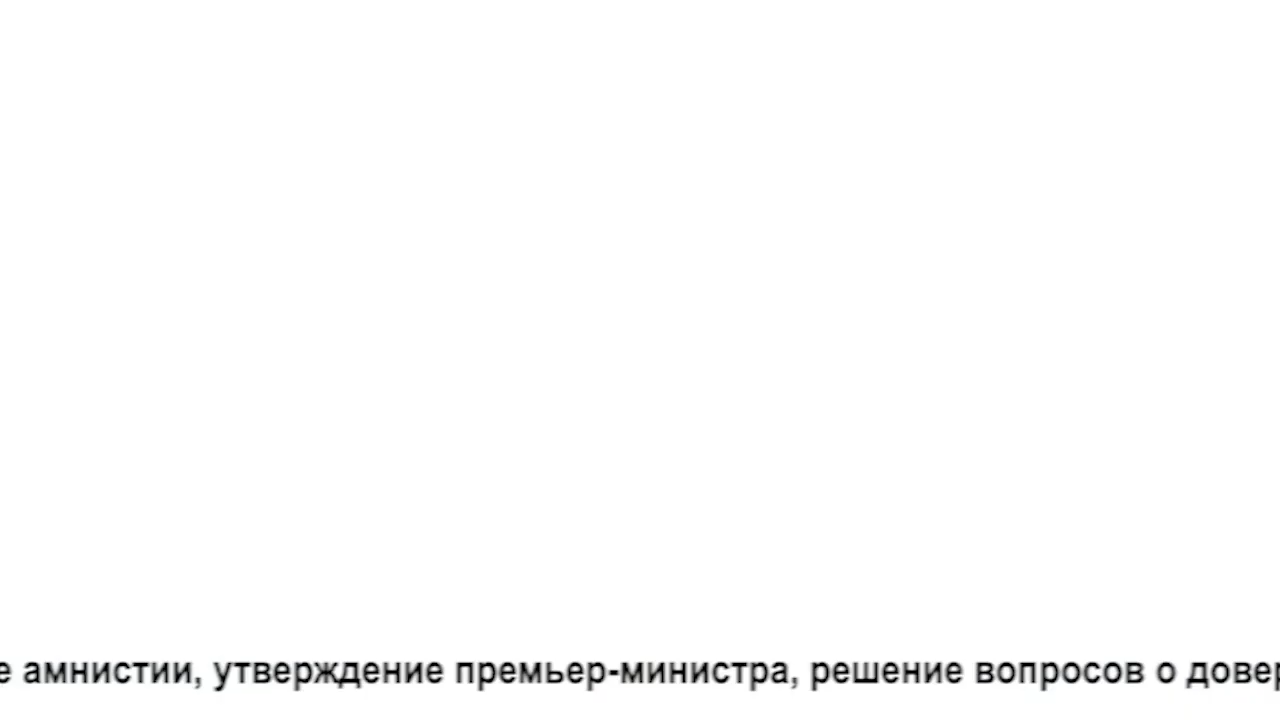 е амнистии, утверждение премьер-министра, решение вопросов о довер